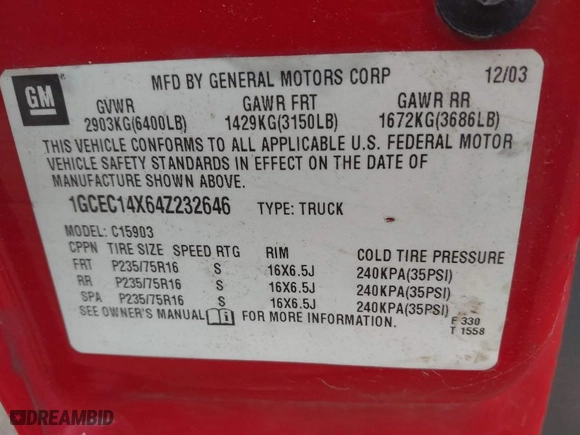 GM
MFD BY GENERAL MOTORS CORP 12/03
GVWR GAWR FRT GAWR RR
2903KG(6400LB) 1429KG(3150LB) 1672KG(3686LB)
THIS VEHICLE CONFORMS TO ALL APPLICABLE U.S. FEDERAL MOTOR
VEHICLE SAFETY STANDARDS IN EFFECT ON THE DATE OF
MANUFACTURE SHOWN ABOVE.
1GCEC14X64Z232646 TYPE: TRUCK
MODEL: C15903
CPPN TIRE SIZE SPEED RTG RIM COLD TIRE PRESSURE
FRT P235/75R16 S 16X6.5J 240KPA(35PSI)
RR P235/75R16 S 16X6.5J 240KPA(35PSI)
SPA P235/75R16 S 16X6.5J 240KPA(35PSI)
SEE OWNER'S MANUAL FOR MORE INFORMATION.
F 330
T 1558
DREAMBID